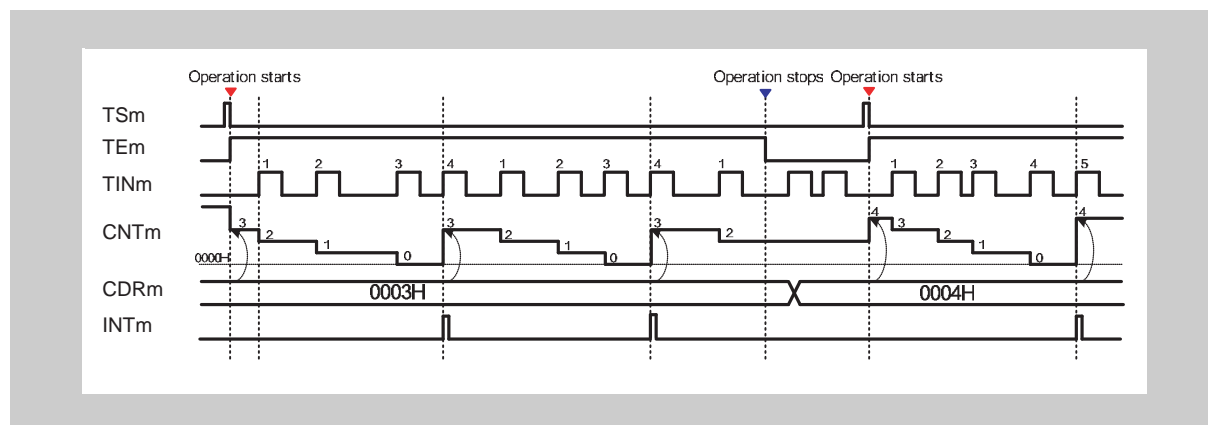 Operation starts
Operation stops Operation starts
TSm
TEm
1 2 3 4 1 2 3 4 1 1 2 3 4 5
TINm
CNTm
3 2 1 0 3 2 1 0 3 2 4 3 2 1 0 4
0000H
CDRm
0003H
0004H
INTm